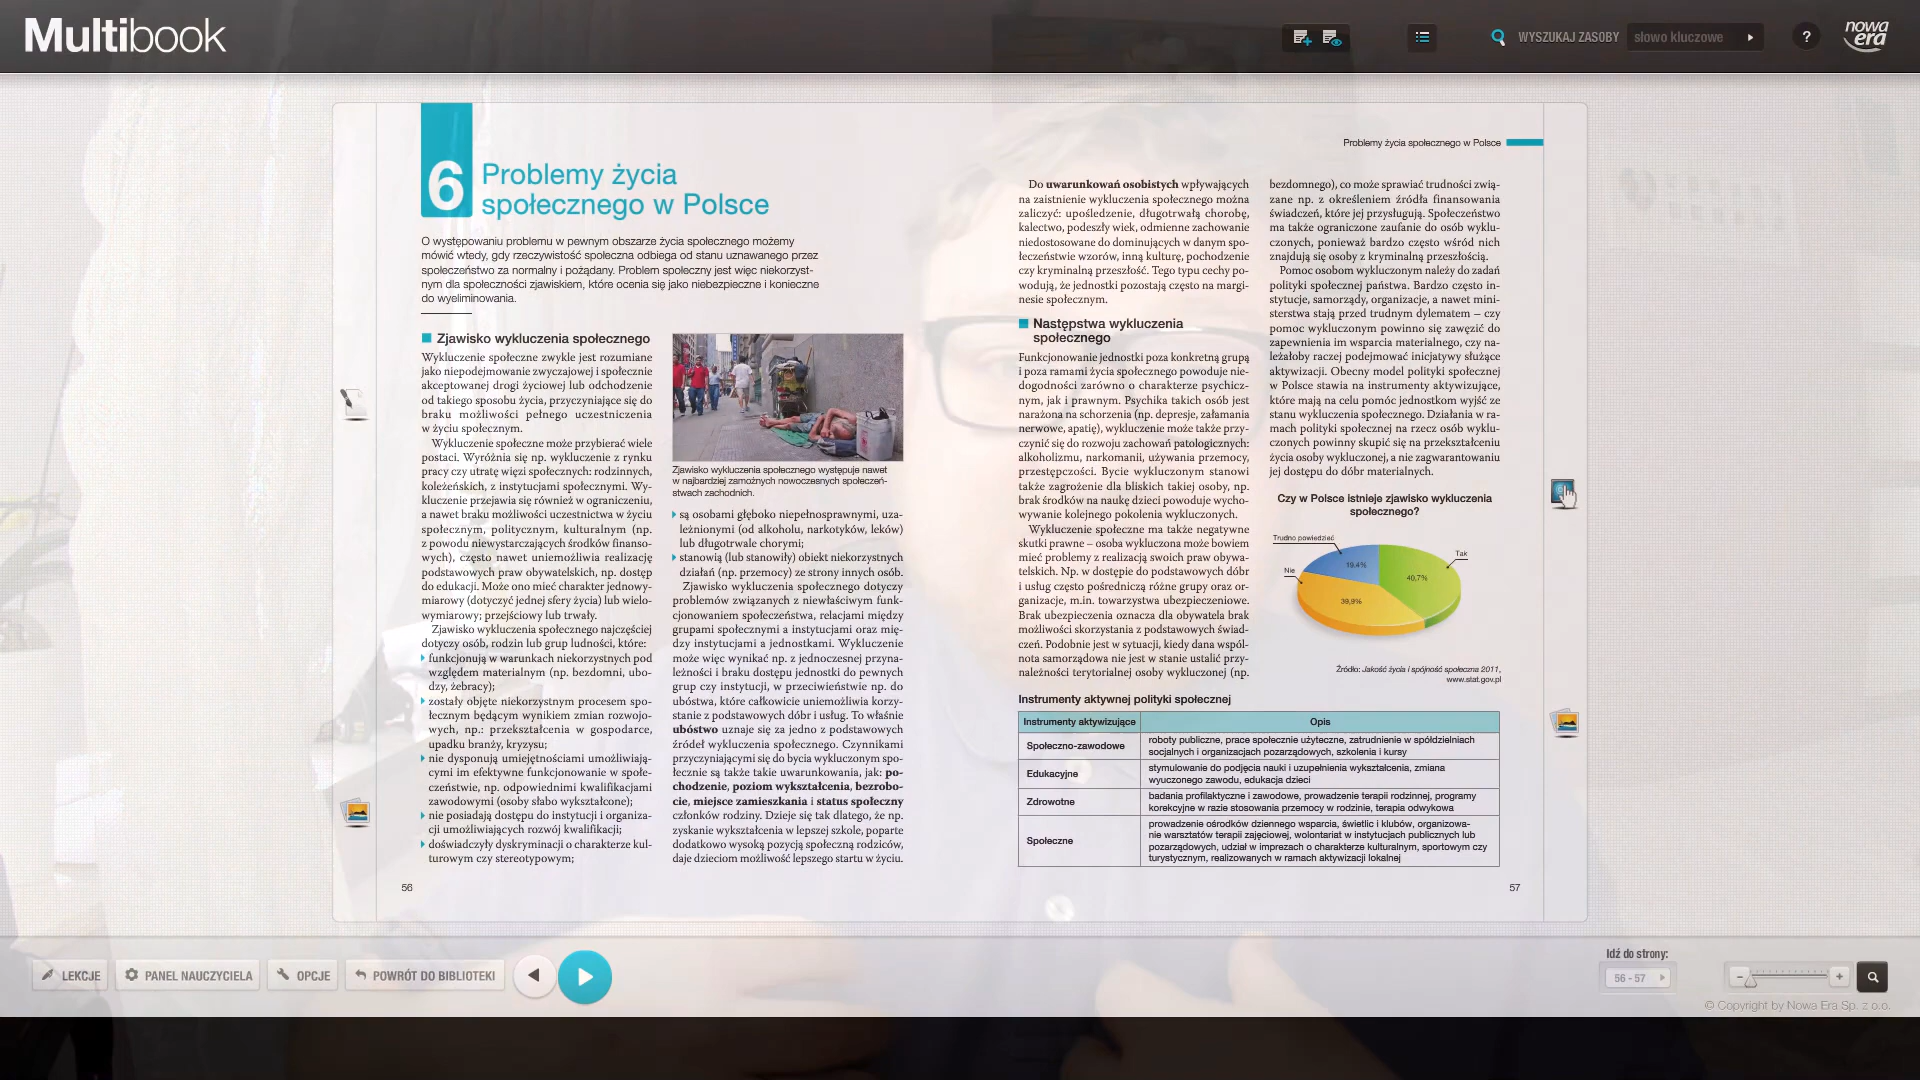 Multibook
WYSZUKAJ ZASOBY
słowo kluczowe
?
nowa
era
6
Problemy życia
społecznego w Polsce
O występowaniu problemu w pewnym obszarze życia społecznego możemy
mówić wtedy, gdy rzeczywistość społeczna odbiega od stanu uznawanego przez
społeczeństwo za normalny i pożądany. Problem społeczny jest więc niekorzyst-
nym dla społeczności zjawiskiem, które ocenia się jako niebezpieczne i konieczne
do wyeliminowania.
Zjawisko wykluczenia społecznego
Wykluczenie społeczne zwykle jest rozumiane
jako niepodejmowanie zwyczajowej i społecznie
akceptowanej drogi życiowej lub odchodzenie
od takiego sposobu życia, przyczyniające się do
braku możliwości pełnego uczestniczenia
w życiu społecznym.
Wykluczenie społeczne może przybierać wiele
postaci. Wyróżnia się np. wykluczenie z rynku
pracy czy utratę więzi społecznych: rodzinnych,
koleżeńskich, z instytucjami społecznymi. Wy-
kluczenie przejawia się również w ograniczeniu,
a nawet braku możliwości uczestnictwa w życiu
społecznym, politycznym, kulturalnym (np.
z powodu niewystarczających środków finanso-
wych), często nawet uniemożliwia realizację
podstawowych praw obywatelskich, np. dostęp
do edukacji. Może ono mieć charakter jednowy-
miarowy (dotyczyć jednej sfery życia) lub wielo-
wymiarowy; przejściowy lub trwały.
Zjawisko wykluczenia społecznego najczęściej
dotyczy osób, rodzin lub grup ludności, które:
funkcjonują w warunkach niekorzystnych pod
względem materialnym (np. bezdomni, ubo-
dzy, żebracy);
zostały objęte niekorzystnym procesem spo-
łecznym będącym wynikiem zmian rozwojo-
wych, np.: przekształcenia w gospodarce,
upadku branży, kryzysu;
nie dysponują umiejętnościami umożliwiają-
cymi im efektywne funkcjonowanie w społe-
czeństwie, np. odpowiednimi kwalifikacjami
zawodowymi (osoby słabo wykształcone);
nie posiadają dostępu do instytucji i organiza-
cji umożliwiających rozwój kwalifikacji;
doświadczyły dyskryminacji o charakterze kul-
turowym czy stereotypowym;
Zjawisko wykluczenia społecznego występuje nawet
w najbardziej zamożnych nowoczesnych społeczeń-
stwach zachodnich.
są osobami głęboko niepełnosprawnymi, uza-
leżnionymi (od alkoholu, narkotyków, leków)
lub długotrwale chorymi;
stanowią (lub stanowiły) obiekt niekorzystnych
działań (np. przemocy) ze strony innych osób.
Zjawisko wykluczenia społecznego dotyczy
problemów związanych z niewłaściwym funk-
cjonowaniem społeczeństwa, relacjami między
grupami społecznymi a instytucjami oraz mię-
dzy instytucjami a jednostkami. Wykluczenie
może więc wynikać np. z jednoczesnej przyna-
leżności i braku dostępu jednostki do pewnych
grup czy instytucji, w przeciwieństwie np. do
ubóstwa, które całkowicie uniemożliwia korzy-
stanie z podstawowych dóbr i usług. To właśnie
ubóstwo uznaje się za jedno z podstawowych
źródeł wykluczenia społecznego. Czynnikami
przyczyniającymi się do bycia wykluczonym spo-
łecznie są także takie uwarunkowania, jak: po-
chodzenie, poziom wykształcenia, bezrobo-
cie, miejsce zamieszkania i status społeczny
członków rodziny. Dzieje się tak dlatego, że np.
zyskanie wykształcenia w lepszej szkole, poparte
dodatkowo wysoką pozycją społeczną rodziców,
daje dzieciom możliwość lepszego startu w życiu.
56
Problemy życia społecznego w Polsce
Do uwarunkowań osobistych wpływających
na zaistnienie wykluczenia społecznego można
zaliczyć: upośledzenie, długotrwałą chorobę,
kalectwo, podeszły wiek, odmienne zachowanie
niedostosowane do dominujących w danym spo-
łeczeństwie wzorów, inną kulturę, pochodzenie
czy kryminalną przeszłość. Tego typu cechy po-
wodują, że jednostki pozostają często na margi-
nesie społecznym.
Następstwa wykluczenia
społecznego
Funkcjonowanie jednostki poza konkretną grupą
i poza ramami życia społecznego powoduje nie-
dogodności zarówno o charakterze psychicz-
nym, jak i prawnym. Psychika takich osób jest
narażona na schorzenia (np. depresje, załamania
nerwowe, apatię), wykluczenie może także przy-
czynić się do rozwoju zachowań patologicznych:
alkoholizmu, narkomanii, używania przemocy,
przestępczości. Bycie wykluczonym stanowi
także zagrożenie dla bliskich takiej osoby, np.
brak środków na naukę dzieci powoduje wycho-
wywanie kolejnego pokolenia wykluczonych.
Wykluczenie społeczne ma także negatywne
skutki prawne – osoba wykluczona może bowiem
mieć problemy z realizacją swoich praw obywa-
telskich. Np. w dostępie do podstawowych dóbr
i usług często pośredniczą różne grupy oraz or-
ganizacje, m.in. towarzystwa ubezpieczeniowe.
Brak ubezpieczenia oznacza dla obywatela brak
możliwości skorzystania z podstawowych świad-
czeń. Podobnie jest w sytuacji, kiedy dana wspól-
nota samorządowa nie jest w stanie ustalić przy-
należności terytorialnej osoby wykluczonej (np.
bezdomnego), co może sprawiać trudności zwią-
zane np. z określeniem źródła finansowania
świadczeń, które jej przysługują. Społeczeństwo
ma także ograniczone zaufanie do osób wyklu-
czonych, ponieważ bardzo często wśród nich
znajdują się osoby z kryminalną przeszłością.
Pomoc osobom wykluczonym należy do zadań
polityki społecznej państwa. Bardzo często in-
stytucje, samorządy, organizacje, a nawet mini-
sterstwa stają przed trudnym dylematem – czy
pomoc wykluczonym powinno się zawęzić do
zapewnienia im wsparcia materialnego, czy na-
leżałoby raczej podejmować inicjatywy służące
aktywizacji. Obecny model polityki społecznej
w Polsce stawia na instrumenty aktywizujące,
które mają na celu pomóc jednostkom wyjść ze
stanu wykluczenia społecznego. Działania w ra-
mach polityki społecznej na rzecz osób wyklu-
czonych powinny skupić się na przekształceniu
życia osoby wykluczonej, a nie zagwarantowaniu
jej dostępu do dóbr materialnych.
Czy w Polsce istnieje zjawisko wykluczenia
społecznego?
Trudno powiedzieć
Tak
Nie
19,4%
40,7%
39,9%
Źródło: Jakość życia i spójność społeczna 2011,
www.stat.gov.pl
Instrumenty aktywnej polityki społecznej
Instrumenty aktywizujące Opis
Społeczno-zawodowe
roboty publiczne, prace społecznie użyteczne, zatrudnienie w spółdzielniach
socjalnych i organizacjach pozarządowych, szkolenia i kursy
Edukacyjne
stymulowanie do podjęcia nauki i uzupełnienia wykształcenia, zmiana
wyuczonego zawodu, edukacja dzieci
Zdrowotne
badania profilaktyczne i zawodowe, prowadzenie terapii rodzinnej, programy
korekcyjne w razie stosowania przemocy w rodzinie, terapia odwykowa
Społeczne
prowadzenie ośrodków dziennego wsparcia, świetlic i klubów, organizowa-
nie warsztatów terapii zajęciowej, wolontariat w instytucjach publicznych lub
pozarządowych, udział w imprezach o charakterze kulturalnym, sportowym czy
turystycznym, realizowanych w ramach aktywizacji lokalnej
57
LEKCJE
PANEL NAUCZYCIELA
OPCJE
POWRÓT DO BIBLIOTEKI
Idź do strony:
56 - 57
© Copyright by Nowa Era Sp. z o.o.